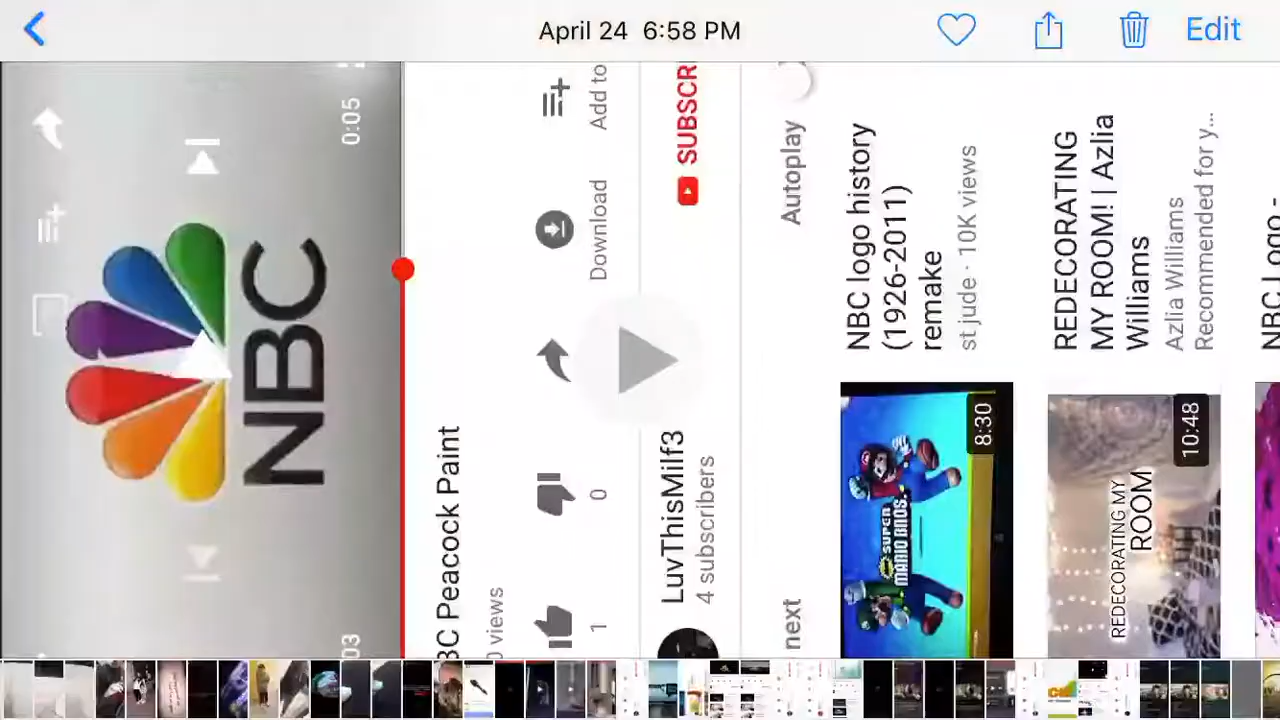 April 24 6:58 PM
Edit
0:05
03
NBC
BC Peacock Paint
0 views
1
0
Download
Add to
LuvThisMilf3
4 subscribers
SUBSCR
next
Autoplay
NBC logo history
(1926-2011)
remake
st jude · 10K views
8:30
SUPER
MARIO BROS.
REDECORATING
MY ROOM! | Azlia
Williams
Azlia Williams
Recommended for y...
10:48
REDECORATING MY
ROOM
NBC Logo -